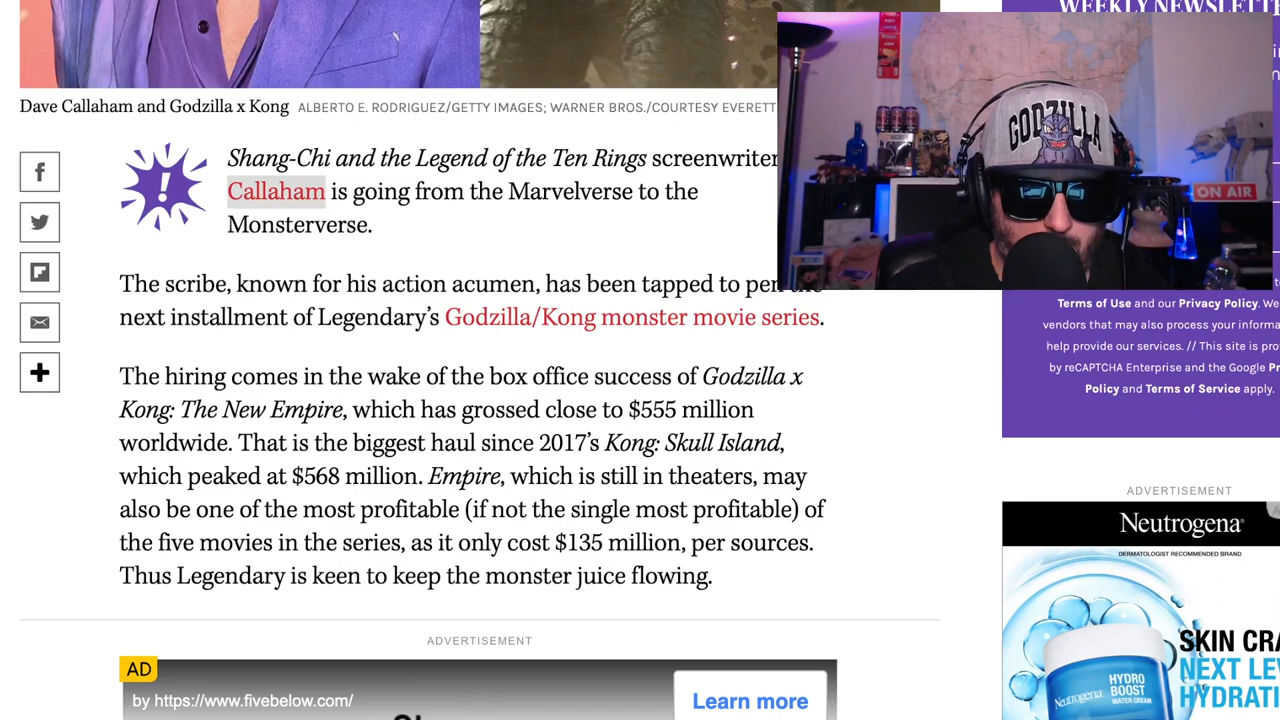 WEEKLY NEWSLETTE
Dave Callaham and Godzilla x Kong ALBERTO E. RODRIGUEZ/GETTY IMAGES; WARNER BROS./COURTESY EVERETT
Shang-Chi and the Legend of the Ten Rings screenwriter
Callaham is going from the Marvelverse to the
Monsterverse.
The scribe, known for his action acumen, has been tapped to pen the
next installment of Legendary's Godzilla/Kong monster movie series.
The hiring comes in the wake of the box office success of Godzilla x
Kong: The New Empire, which has grossed close to $555 million
worldwide. That is the biggest haul since 2017's Kong: Skull Island,
which peaked at $568 million. Empire, which is still in theaters, may
also be one of the most profitable (if not the single most profitable) of
the five movies in the series, as it only cost $135 million, per sources.
Thus Legendary is keen to keep the monster juice flowing.
ADVERTISEMENT
AD
by https://www.fivebelow.com/
Learn more
GODZILLA
ON AIR
Terms of Use and our Privacy Policy. We
vendors that may also process your informa
help provide our services. // This site is pro
by reCAPTCHA Enterprise and the Google Pr
Policy and Terms of Service apply.
ADVERTISEMENT
Neutrogena®
DERMATOLOGIST RECOMMENDED BRAND
SKIN CRA
NEXT LE
HYDRATI
Neutrogena
HYDRO
BOOST
WATER CREAM